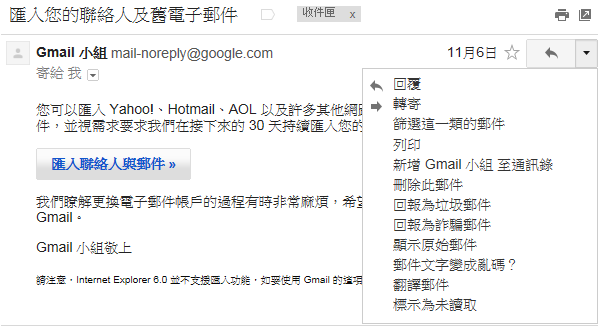 匯入您的聯絡人及舊電子郵件
收件匣 x
Gmail 小組 mail-noreply@google.com
11月6日
寄給 我
您可以匯入 Yahoo!、Hotmail、AOL 以及許多其他網
件，並視需求要求我們在接下來的 30 天持續匯入您的
匯入聯絡人與郵件 »
我們瞭解更換電子郵件帳戶的過程有時非常麻煩，希
Gmail。
Gmail 小組敬上
請注意，Internet Explorer 6.0 並不支援匯入功能，如要使用 Gmail 的這項
回覆
轉寄
篩選這一類的郵件
列印
新增 Gmail 小組 至通訊錄
刪除此郵件
回報為垃圾郵件
回報為詐騙郵件
顯示原始郵件
郵件文字變成亂碼？
翻譯郵件
標示為未讀取